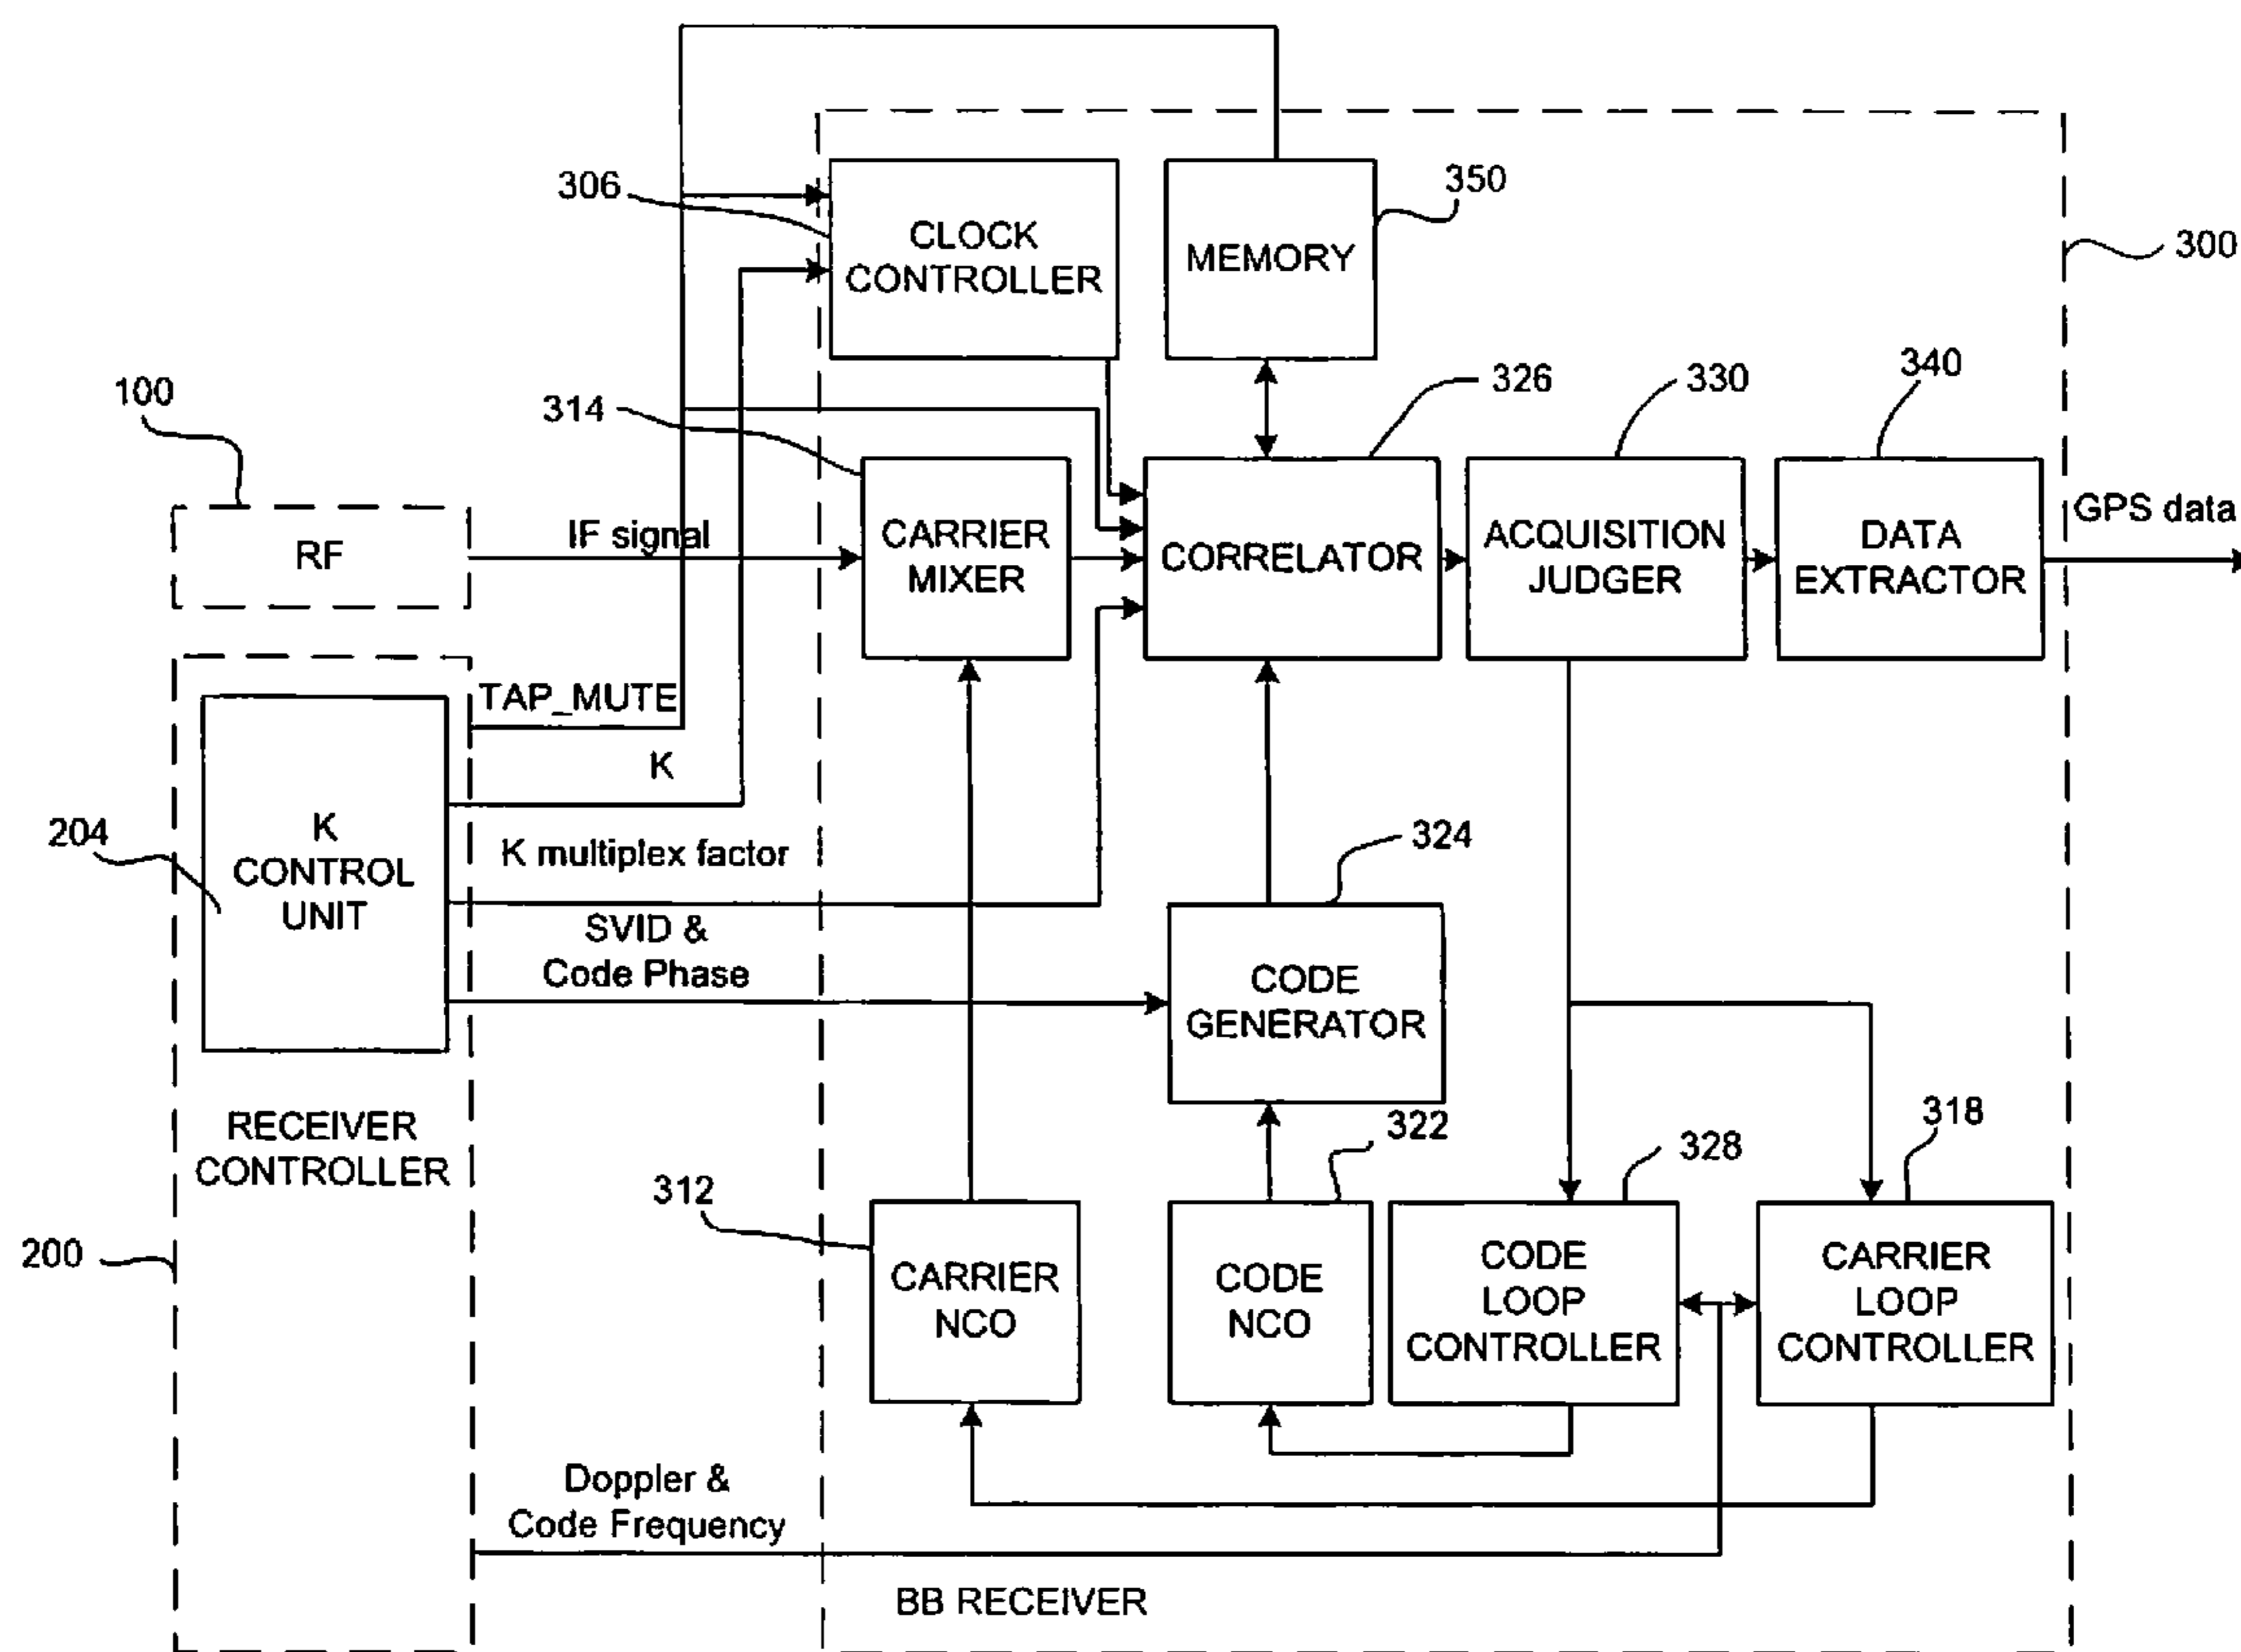 306
CLOCK
CONTROLLER
MEMORY
350
300
100
314
326
330
340
RF
IF signal
CARRIER
MIXER
CORRELATOR
ACQUISITION
JUDGER
DATA
EXTRACTOR
GPS data
TAP_MUTE
K
204
K
CONTROL
UNIT
K multiplex factor
SVID &
Code Phase
324
CODE
GENERATOR
RECEIVER
CONTROLLER
200
312
322
328
318
CARRIER
NCO
CODE
NCO
CODE
LOOP
CONTROLLER
CARRIER
LOOP
CONTROLLER
Doppler &
Code Frequency
BB RECEIVER